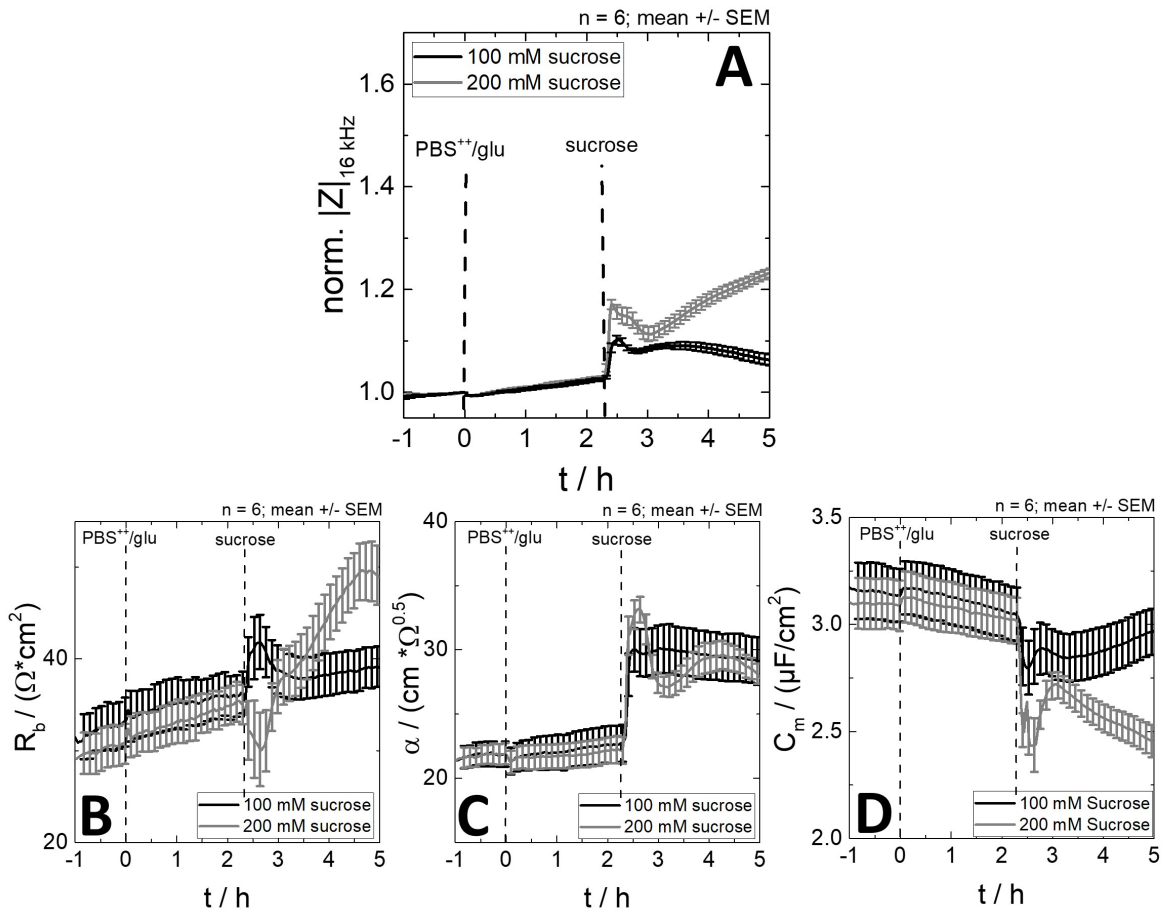 n = 6; mean +/- SEM
100 mM sucrose
200 mM sucrose
A
PBS⁺⁺/glu
sucrose
norm. |Z|16 kHz
1.6
1.4
1.2
1.0
-1 0 1 2 3 4 5
t / h
n = 6; mean +/- SEM
PBS⁺⁺/glu
sucrose
R_b / (Ω*cm²)
40
20
100 mM sucrose
200 mM sucrose
B
-1 0 1 2 3 4 5
t / h
n = 6; mean +/- SEM
PBS⁺⁺/glu
sucrose
α / (cm *Ω^0.5)
40
30
20
100 mM sucrose
200 mM sucrose
C
-1 0 1 2 3 4 5
t / h
n = 6; mean +/- SEM
PBS⁺⁺/glu
sucrose
C_m / (µF/cm²)
3.5
3.0
2.5
2.0
100 mM Sucrose
200 mM Sucrose
D
-1 0 1 2 3 4 5
t / h